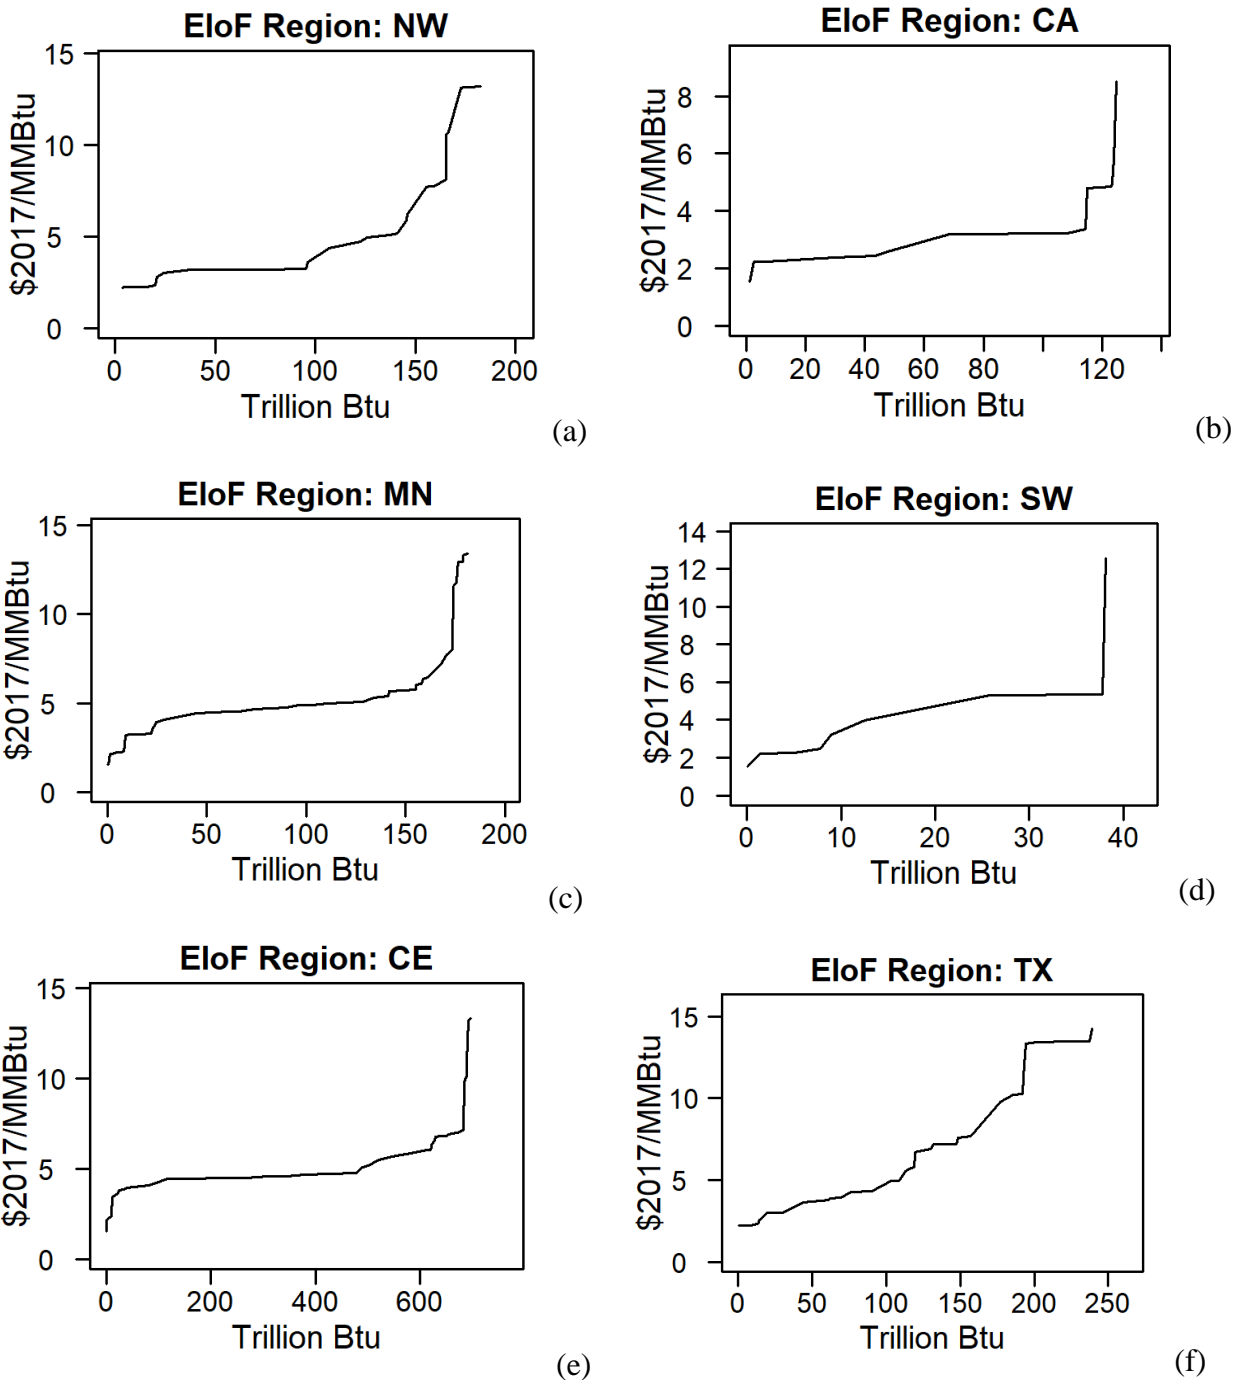 EIoF Region: NW
15
10
5
0
$2017/MMBtu
0 50 100 150 200
Trillion Btu
(a)
EIoF Region: CA
8
6
4
2
0
$2017/MMBtu
0 20 40 60 80 120
Trillion Btu
(b)
EIoF Region: MN
15
10
5
0
$2017/MMBtu
0 50 100 150 200
Trillion Btu
(c)
EIoF Region: SW
14
12
10
8
6
4
2
0
$2017/MMBtu
0 10 20 30 40
Trillion Btu
(d)
EIoF Region: CE
15
10
5
0
$2017/MMBtu
0 200 400 600
Trillion Btu
(e)
EIoF Region: TX
15
10
5
0
$2017/MMBtu
0 50 100 150 200 250
Trillion Btu
(f)